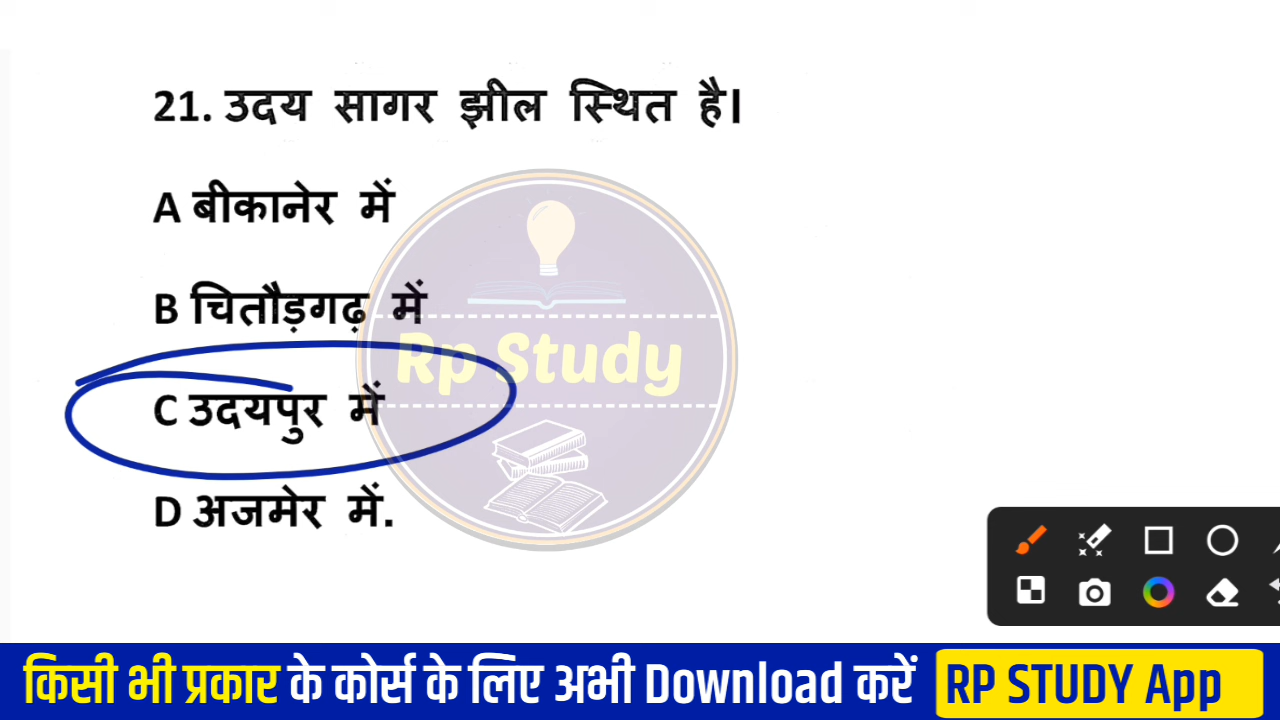 21. उदय सागर झील स्थित है।
A बीकानेर में
B चितौड़गढ़ में
Rp Study
C उदयपुर में
D अजमेर में.
किसी भी प्रकार के कोर्स के लिए अभी Download करें RP STUDY App